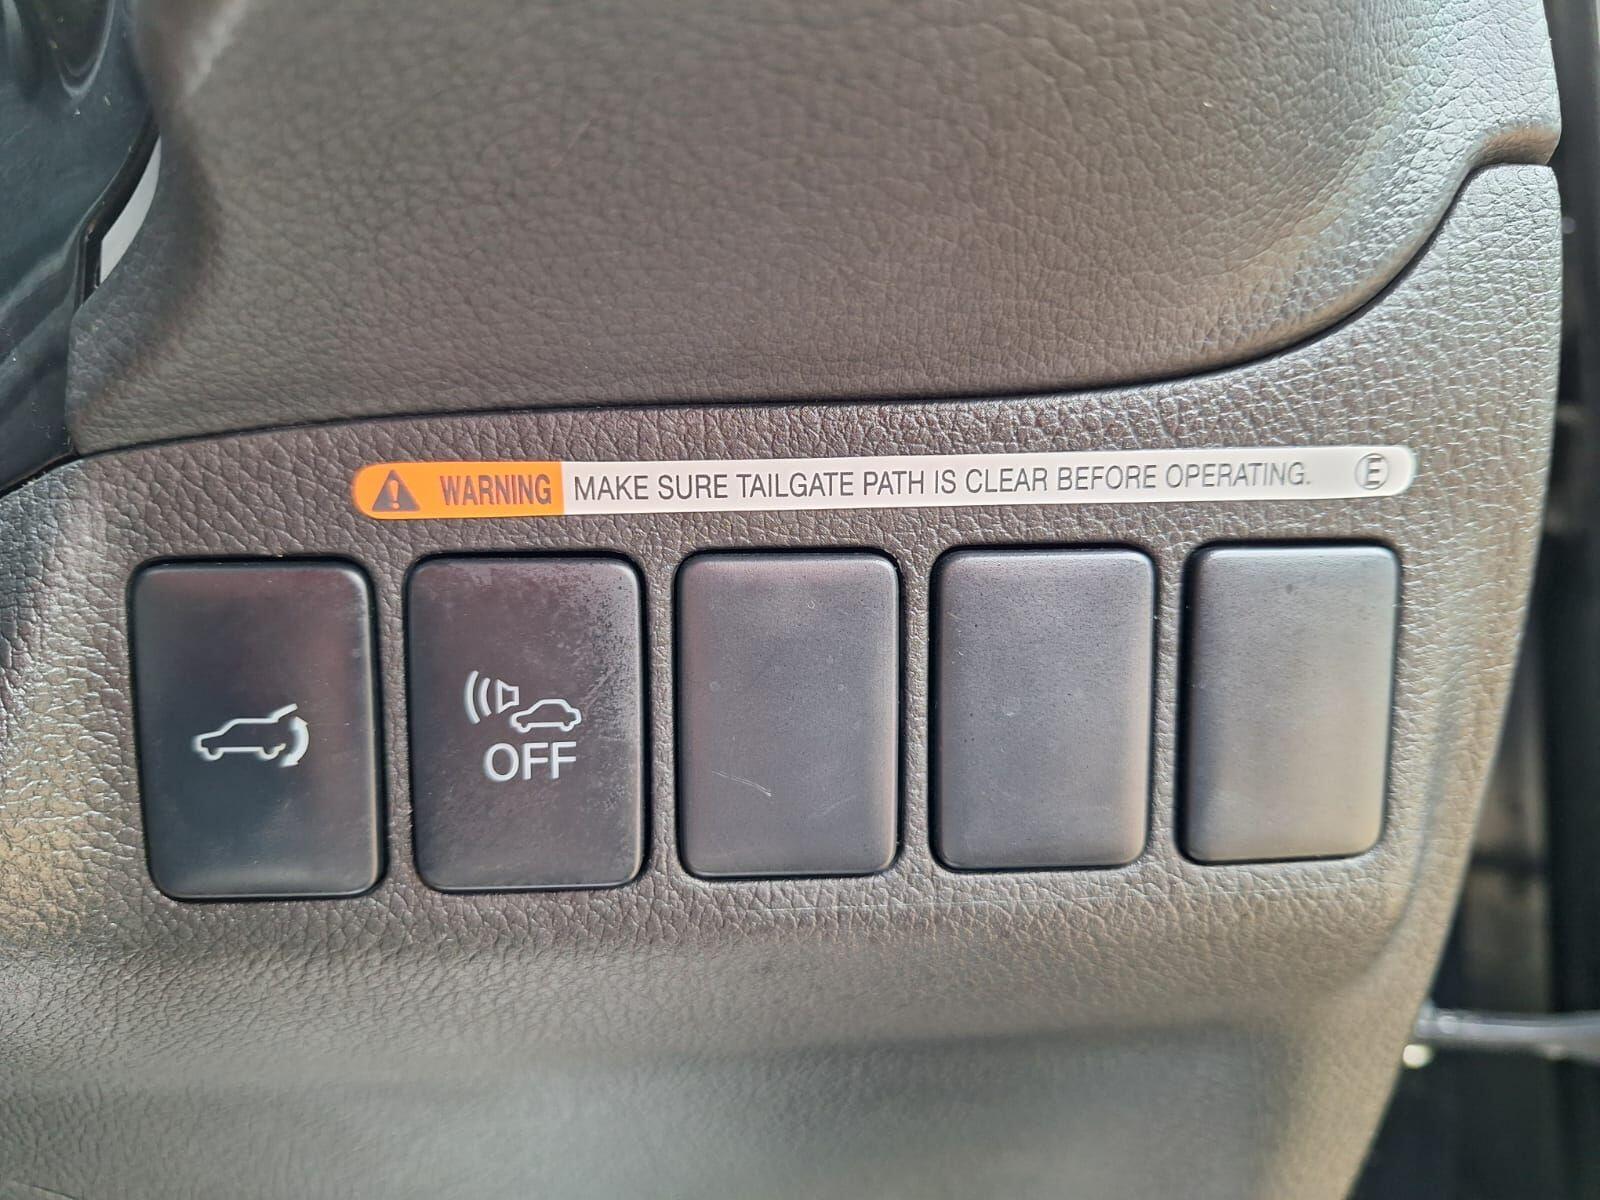 WARNING MAKE SURE TAILGATE PATH IS CLEAR BEFORE OPERATING. Ⓔ
OFF